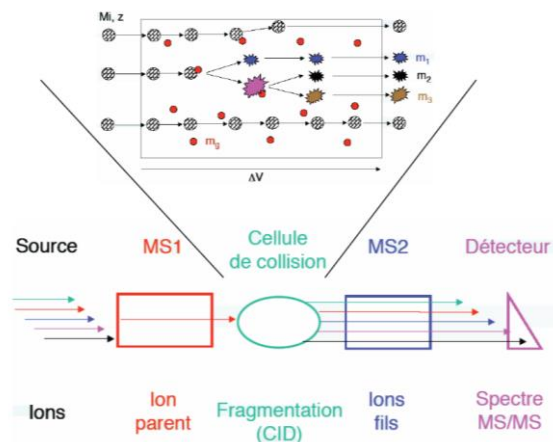 Mi, z
m₁
m₂
m₃
m_g
ΔV
Source
MS1
Cellule
de collision
MS2
Détecteur
Ions
Ion
parent
Fragmentation
(CID)
Ions
fils
Spectre
MS/MS